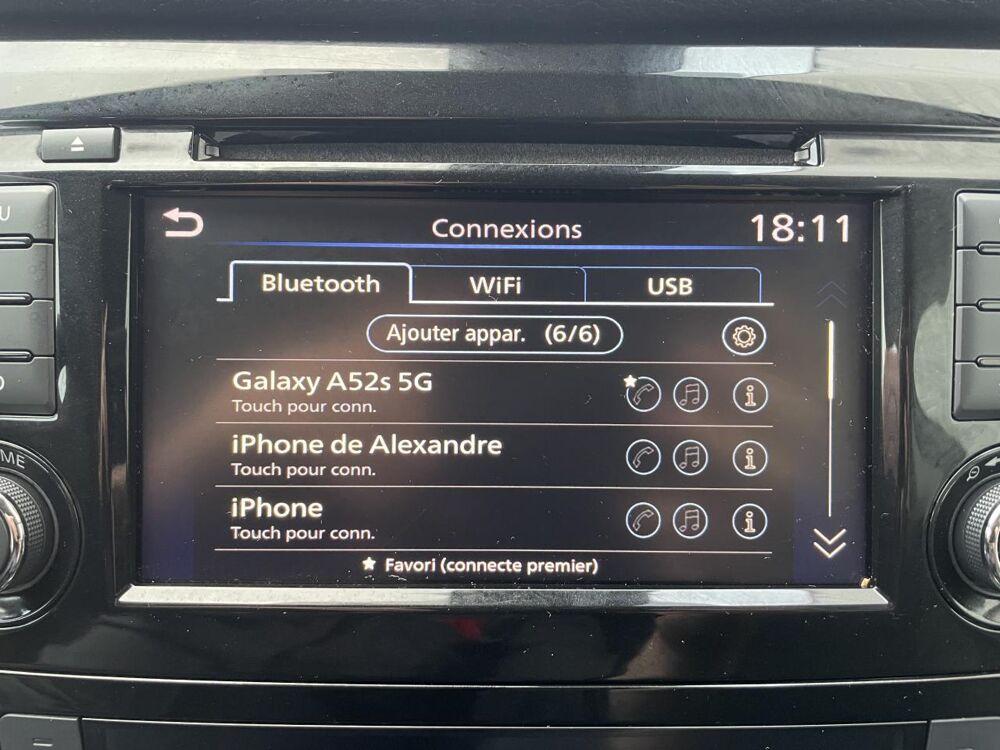 Connexions 18:11
Bluetooth WiFi USB
Ajouter appar. (6/6)
Galaxy A52s 5G
Touch pour conn.
iPhone de Alexandre
Touch pour conn.
iPhone
Touch pour conn.
Favori (connecte premier)